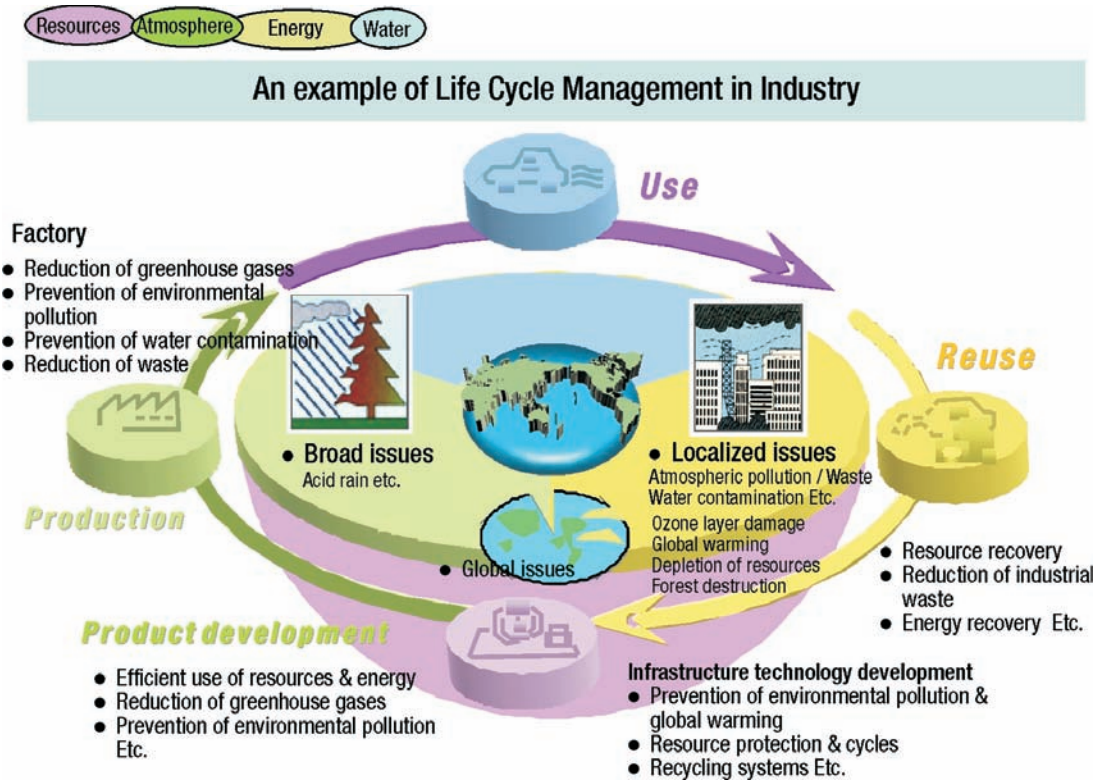 Resources Atmosphere Energy Water
An example of Life Cycle Management in Industry
Use
Factory
● Reduction of greenhouse gases
● Prevention of environmental
pollution
● Prevention of water contamination
● Reduction of waste
Reuse
● Broad issues
Acid rain etc.
● Localized issues
Atmospheric pollution / Waste
Water contamination Etc.
Production
Ozone layer damage
Global warming
Depletion of resources
Forest destruction
● Global issues
● Resource recovery
● Reduction of industrial
waste
● Energy recovery Etc.
Product development
● Efficient use of resources & energy
● Reduction of greenhouse gases
● Prevention of environmental pollution
Etc.
Infrastructure technology development
● Prevention of environmental pollution &
global warming
● Resource protection & cycles
● Recycling systems Etc.